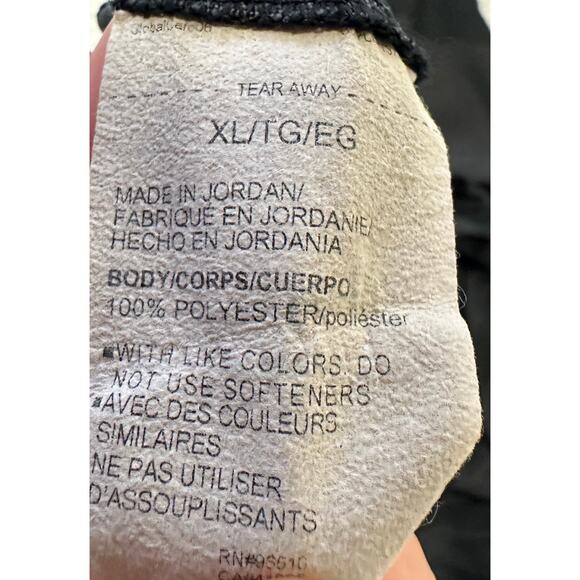 TEAR AWAY
XL/TG/EG
MADE IN JORDAN/
FABRIQUÉ EN JORDANIE/
HECHO EN JORDANIA
BODY/CORPS/CUERPO
100% POLYESTER/poliéster
▪WITH LIKE COLORS. DO
NOT USE SOFTENERS
▪AVEC DES COULEURS
SIMILAIRES
NE PAS UTILISER
D'ASSOUPLISSANTS